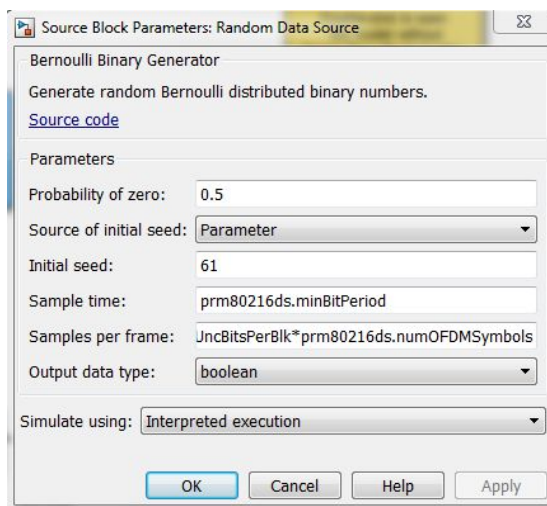 Source Block Parameters: Random Data Source
Bernoulli Binary Generator
Generate random Bernoulli distributed binary numbers.
Source code
Parameters
Probability of zero: 0.5
Source of initial seed: Parameter
Initial seed: 61
Sample time: prm80216ds.minBitPeriod
Samples per frame: UncBitsPerBlk*prm80216ds.numOFDMSymbols
Output data type: boolean
Simulate using: Interpreted execution
OK Cancel Help Apply